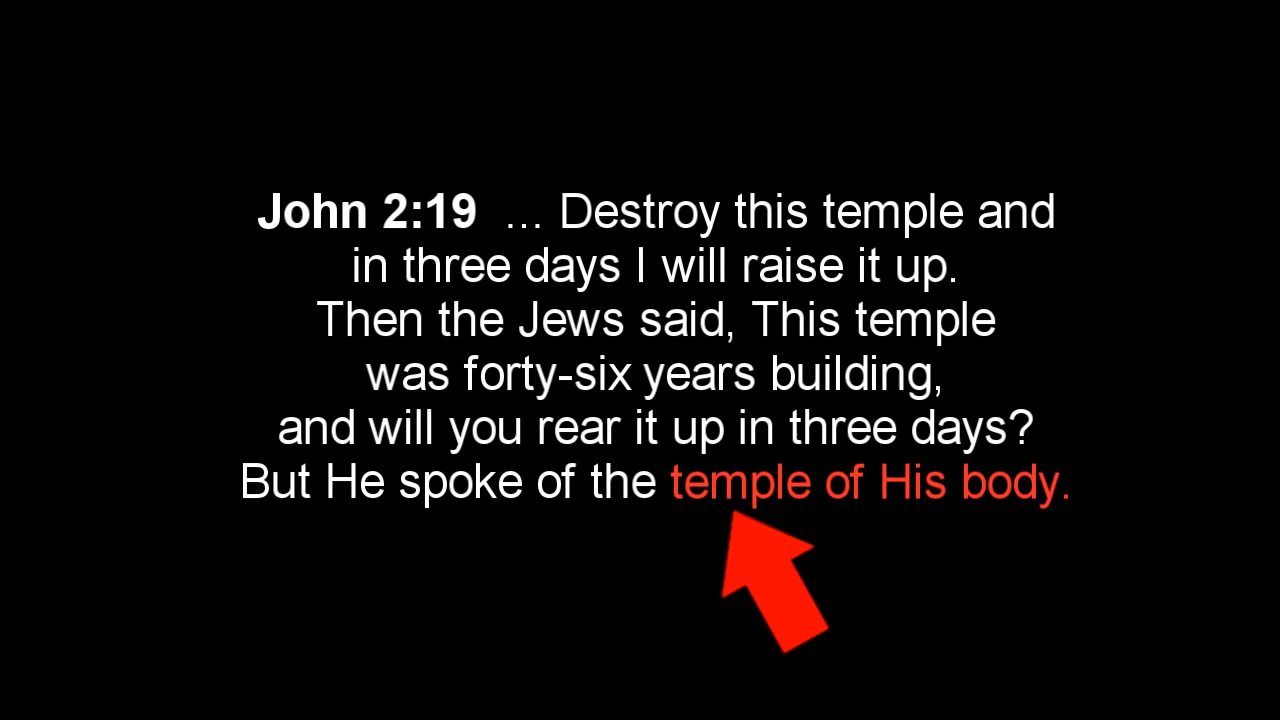 John 2:19 ... Destroy this temple and
in three days I will raise it up.
Then the Jews said, This temple
was forty-six years building,
and will you rear it up in three days?
But He spoke of the temple of His body.